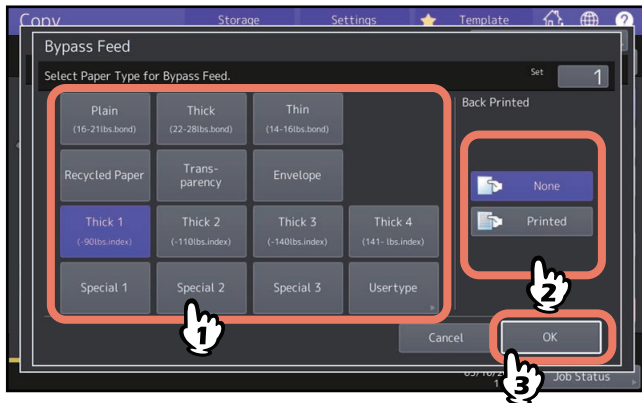 Copy
Storage
Settings
Template
?
Bypass Feed
Select Paper Type for Bypass Feed.
Set
1
Plain
(16-21lbs.bond)
Thick
(22-28lbs.bond)
Thin
(14-16lbs.bond)
Back Printed
Recycled Paper
Trans-
parency
Envelope
None
Thick 1
(-90lbs.index)
Thick 2
(-110lbs.index)
Thick 3
(-140lbs.index)
Thick 4
(141- lbs.index)
Printed
Special 1
Special 2
Special 3
Usertype
1
2
Cancel
OK
3
Job Status